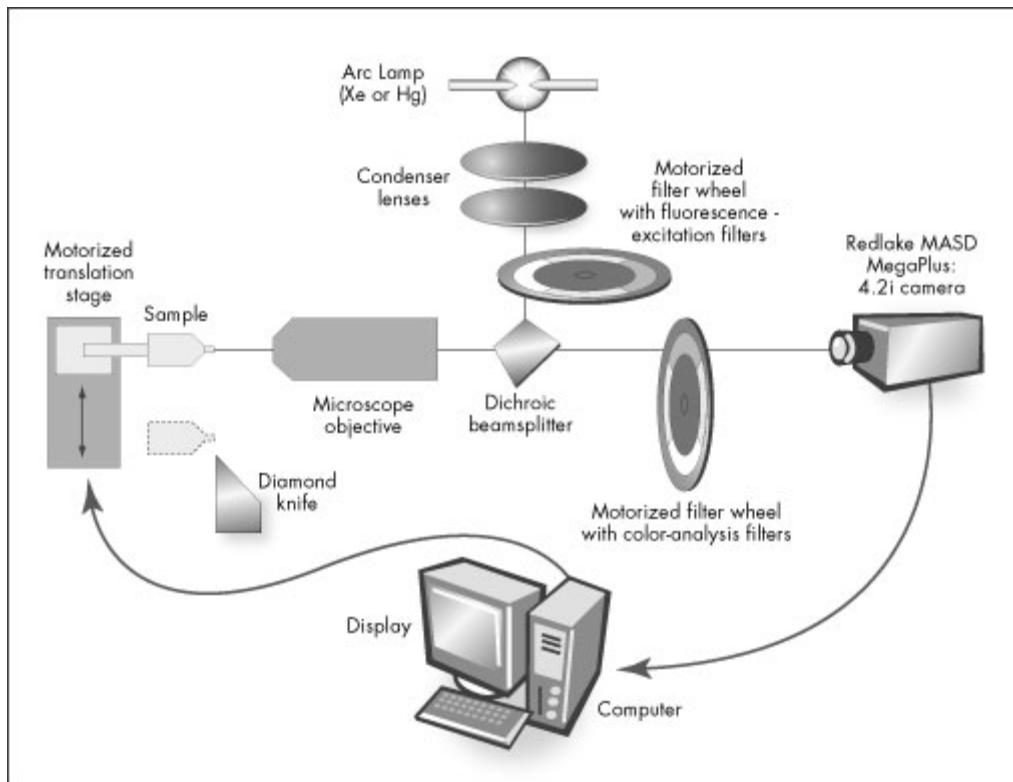 Arc Lamp
(Xe or Hg)
Condenser
lenses
Motorized
filter wheel
with fluorescence -
excitation filters
Redlake MASD
MegaPlus:
4.2i camera
Motorized
translation
stage
Sample
Microscope
objective
Dichroic
beamsplitter
Diamond
knife
Motorized filter wheel
with color-analysis filters
Display
Computer